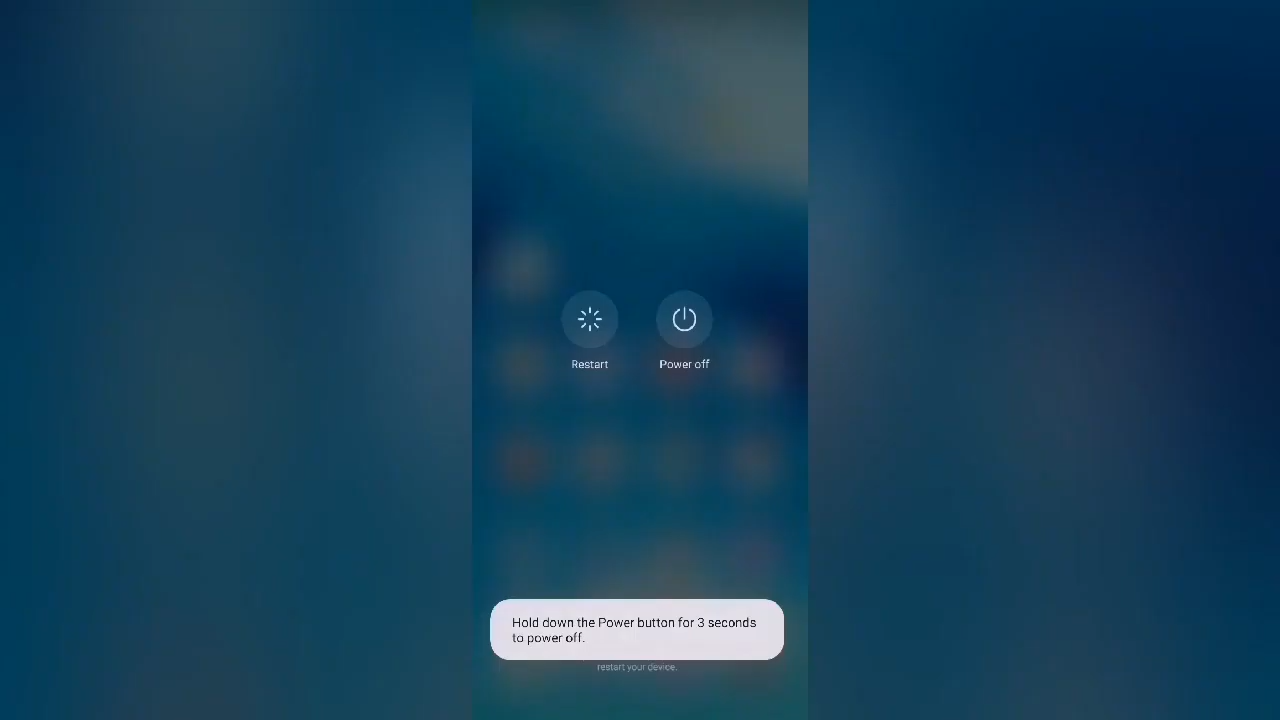 Restart
Power off
Hold down the Power button for 3 seconds
to power off.
restart your device.